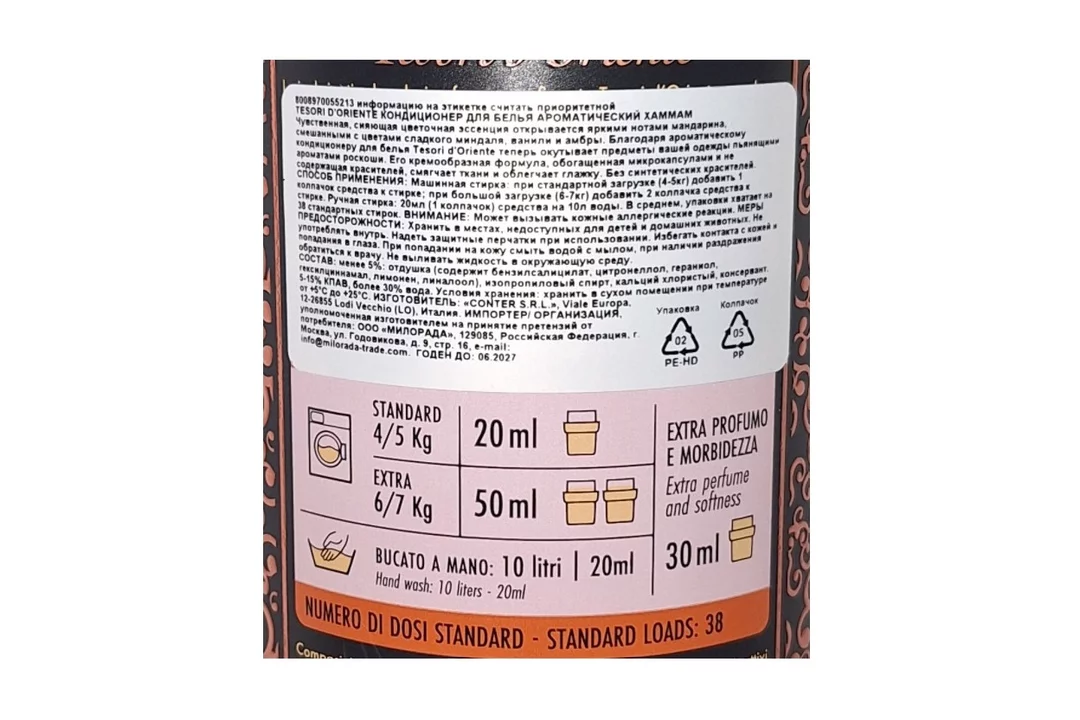 Tesori d'Oriente
8008970055213 информацию на этикетке считать приоритетной
TESORI D'ORIENTE КОНДИЦИОНЕР ДЛЯ БЕЛЬЯ АРОМАТИЧЕСКИЙ ХАММАМ
Чувственная, сияющая цветочная эссенция открывается яркими нотами мандарина,
смешанными с цветами сладкого миндаля, ванили и амбры. Благодаря ароматическому
кондиционеру для белья Tesori d'Oriente теперь окутывает предметы вашей одежды пьянящими
ароматами роскоши. Его кремообразная формула, обогащенная микрокапсулами и не
содержащая красителей, смягчает ткани и облегчает глажку. Без синтетических красителей.
СПОСОБ ПРИМЕНЕНИЯ: Машинная стирка: при стандартной загрузке (4-5кг) добавить 1
колпачок средства к стирке; при большой загрузке (6-7кг) добавить 2 колпачка средства к
стирке. Ручная стирка: 20мл (1 колпачок) средства на 10л воды. В среднем, упаковки хватает на
38 стандартных стирок. ВНИМАНИЕ: Может вызывать кожные аллергические реакции. МЕРЫ
ПРЕДОСТОРОЖНОСТИ: Хранить в местах, недоступных для детей и домашних животных. Не
употреблять внутрь. Надеть защитные перчатки при использовании. Избегать контакта с кожей и
попадания в глаза. При попадании на кожу смыть водой с мылом, при наличии раздражения
обратиться к врачу. Не выливать жидкость в окружающую среду.
СОСТАВ: менее 5%: отдушка (содержит бензилсалицилат, цитронеллол, гераниол,
гексилциннамал, лимонен, линалоол), изопропиловый спирт, кальций хлористый, консервант.
5-15% КПАВ, более 30% вода. Условия хранения: хранить в сухом помещении при температуре
от +5°С до +25°С. ИЗГОТОВИТЕЛЬ: «CONTER S.R.L.», Viale Europa,
12-26855 Lodi Vecchio (LO), Италия. ИМПОРТЕР/ ОРГАНИЗАЦИЯ,
уполномоченная изготовителем на принятие претензий от
потребителя: ООО «МИЛОРАДА», 129085, Российская Федерация, г.
Москва, ул. Годовикова, д. 9, стр. 16, e-mail:
info@milorada-trade.com. ГОДЕН ДО: 06.2027
Упаковка
02
PE-HD
Колпачок
05
PP
STANDARD
4/5 Kg
20 ml
EXTRA
6/7 Kg
50 ml
BUCATO A MANO: 10 litri | 20ml
Hand wash: 10 liters - 20ml
EXTRA PROFUMO
E MORBIDEZZA
Extra perfume
and softness
30 ml
NUMERO DI DOSI STANDARD - STANDARD LOADS: 38